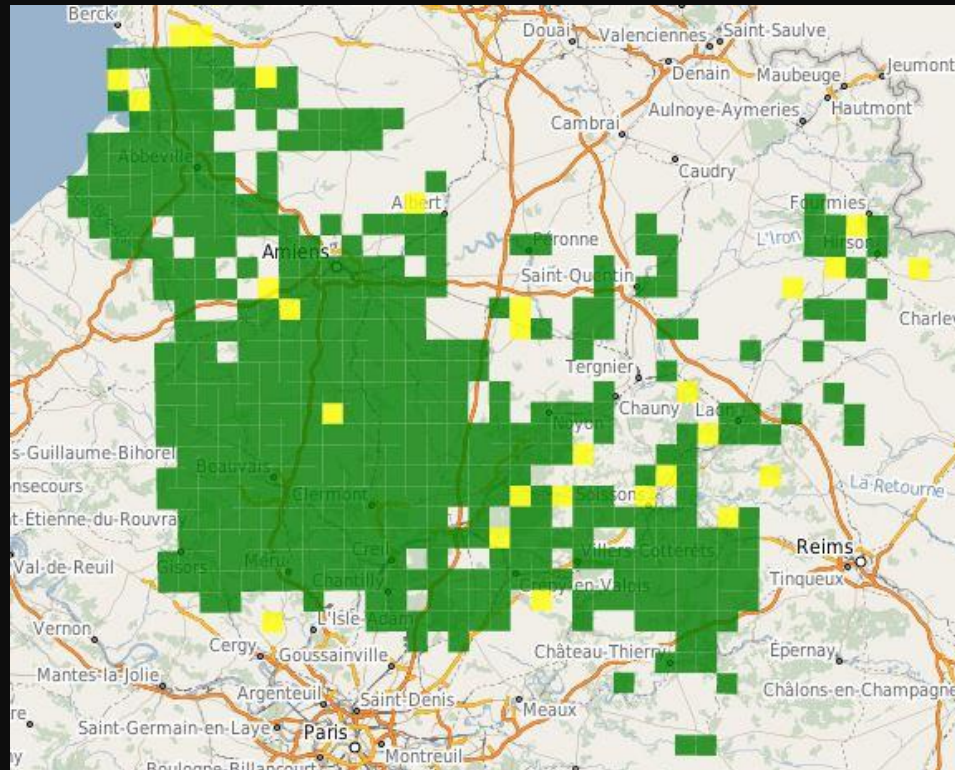 Berck
Douai
Valenciennes
Saint-Saulve
Denain
Maubeuge
Jeumont
Aulnoye-Aymeries
Hautmont
Cambrai
Caudry
Abbeville
Albert
Fourmies
L'Iron
Hirson
Amiens
Péronne
Saint-Quentin
Charlev
Tergnier
Chauny
Laon
Noyon
s-Guillaume-Bihorel
Beauvais
nsecours
Clermont
Soissons
La-Retourne
t-Étienne-du-Rouvray
Reims
Creil
Villers-Cotterêts
Val-de-Reuil
Gisors
Méru
Chantilly
Crépy-en-Valois
Tinqueux
L'Isle-Adam
Vernon
Cergy
Goussainville
Château-Thierry
Épernay
Mantes-la-Jolie
Argenteuil
Saint-Denis
Meaux
Châlons-en-Champagne
re
Saint-Germain-en-Laye
Paris
Montreuil
ay
Boulogne-Billancourt